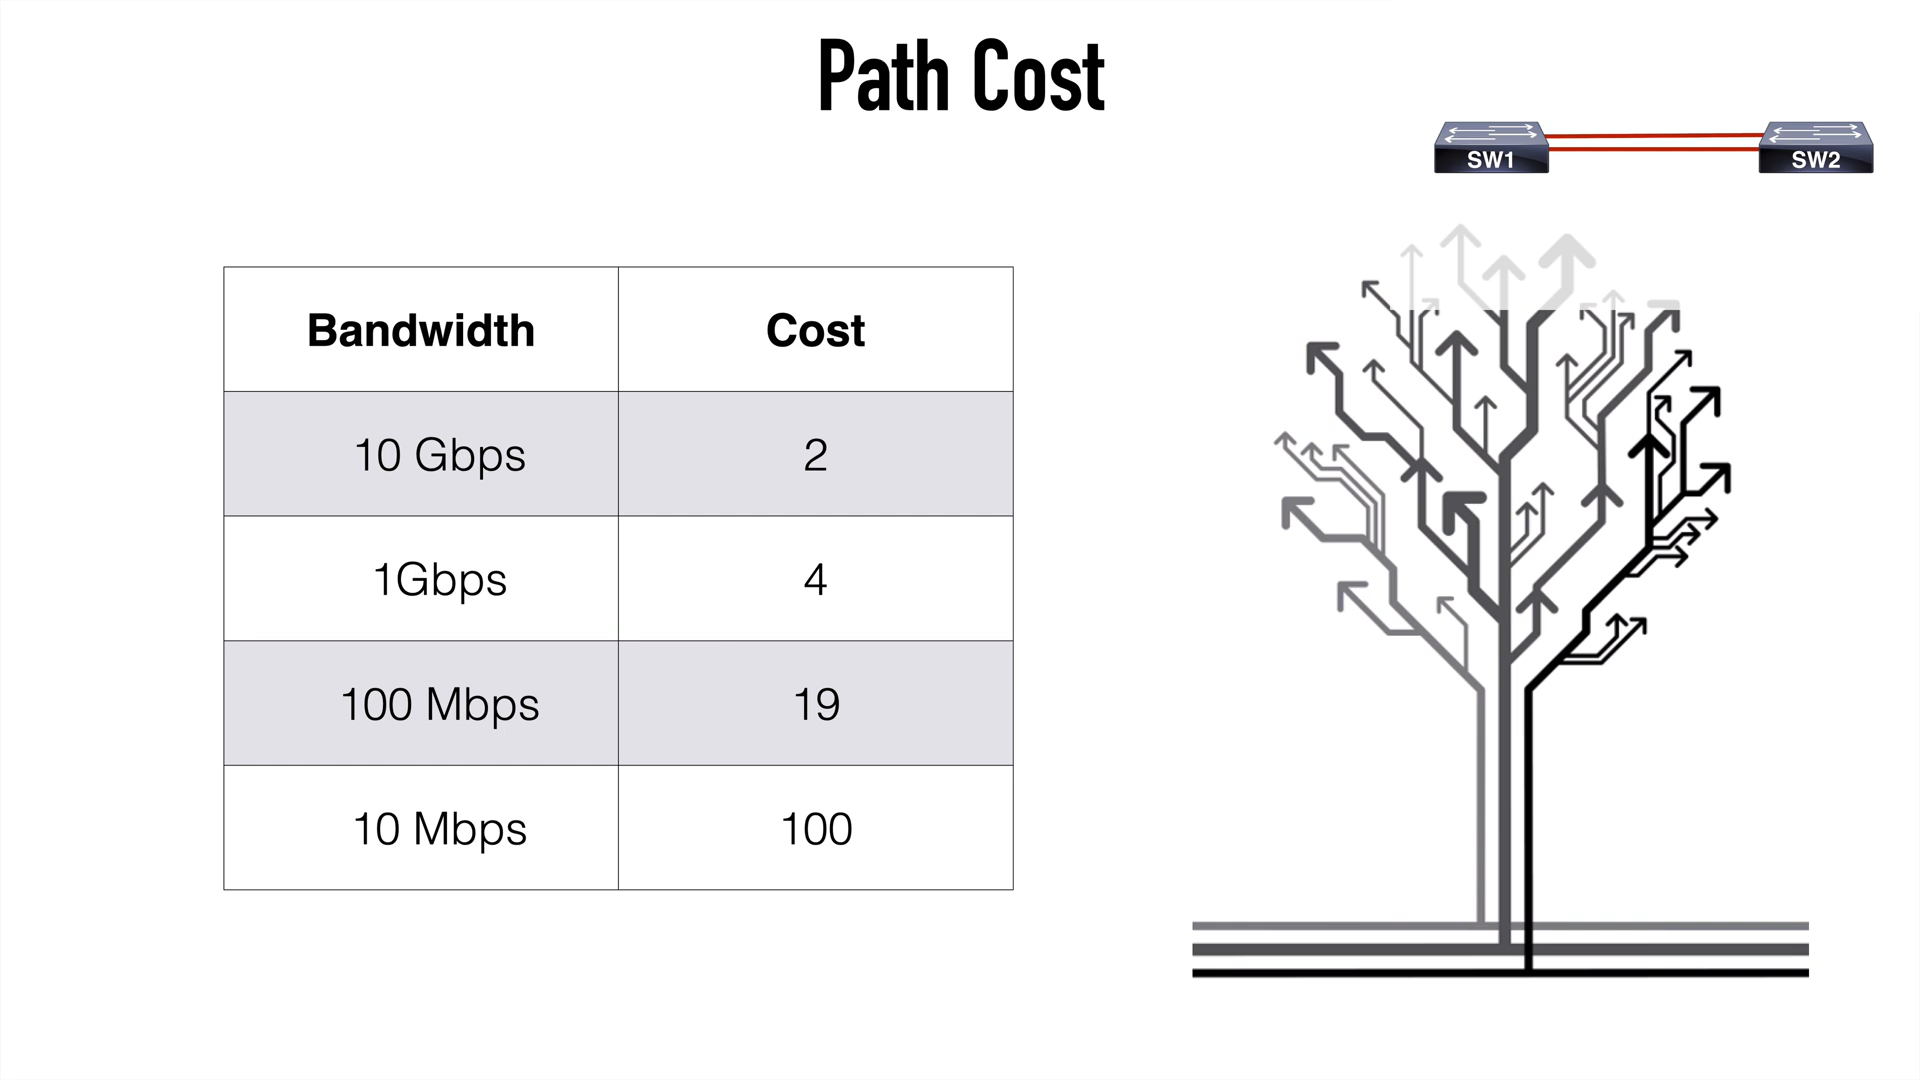 Path Cost
SW1 SW2
Bandwidth Cost
10 Gbps 2
1Gbps 4
100 Mbps 19
10 Mbps 100